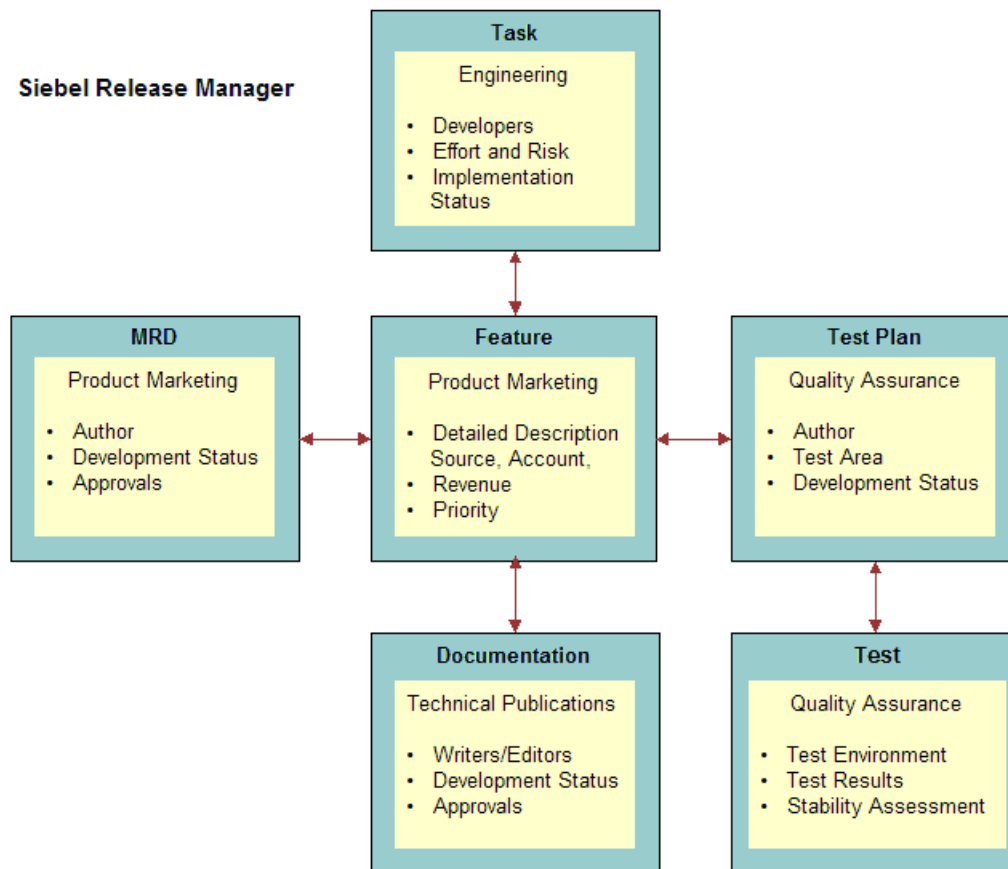 Siebel Release Manager
Task
Engineering
• Developers
• Effort and Risk
• Implementation
Status
MRD
Product Marketing
• Author
• Development Status
• Approvals
Feature
Product Marketing
• Detailed Description
Source, Account,
• Revenue
• Priority
Test Plan
Quality Assurance
• Author
• Test Area
• Development Status
Documentation
Technical Publications
• Writers/Editors
• Development Status
• Approvals
Test
Quality Assurance
• Test Environment
• Test Results
• Stability Assessment